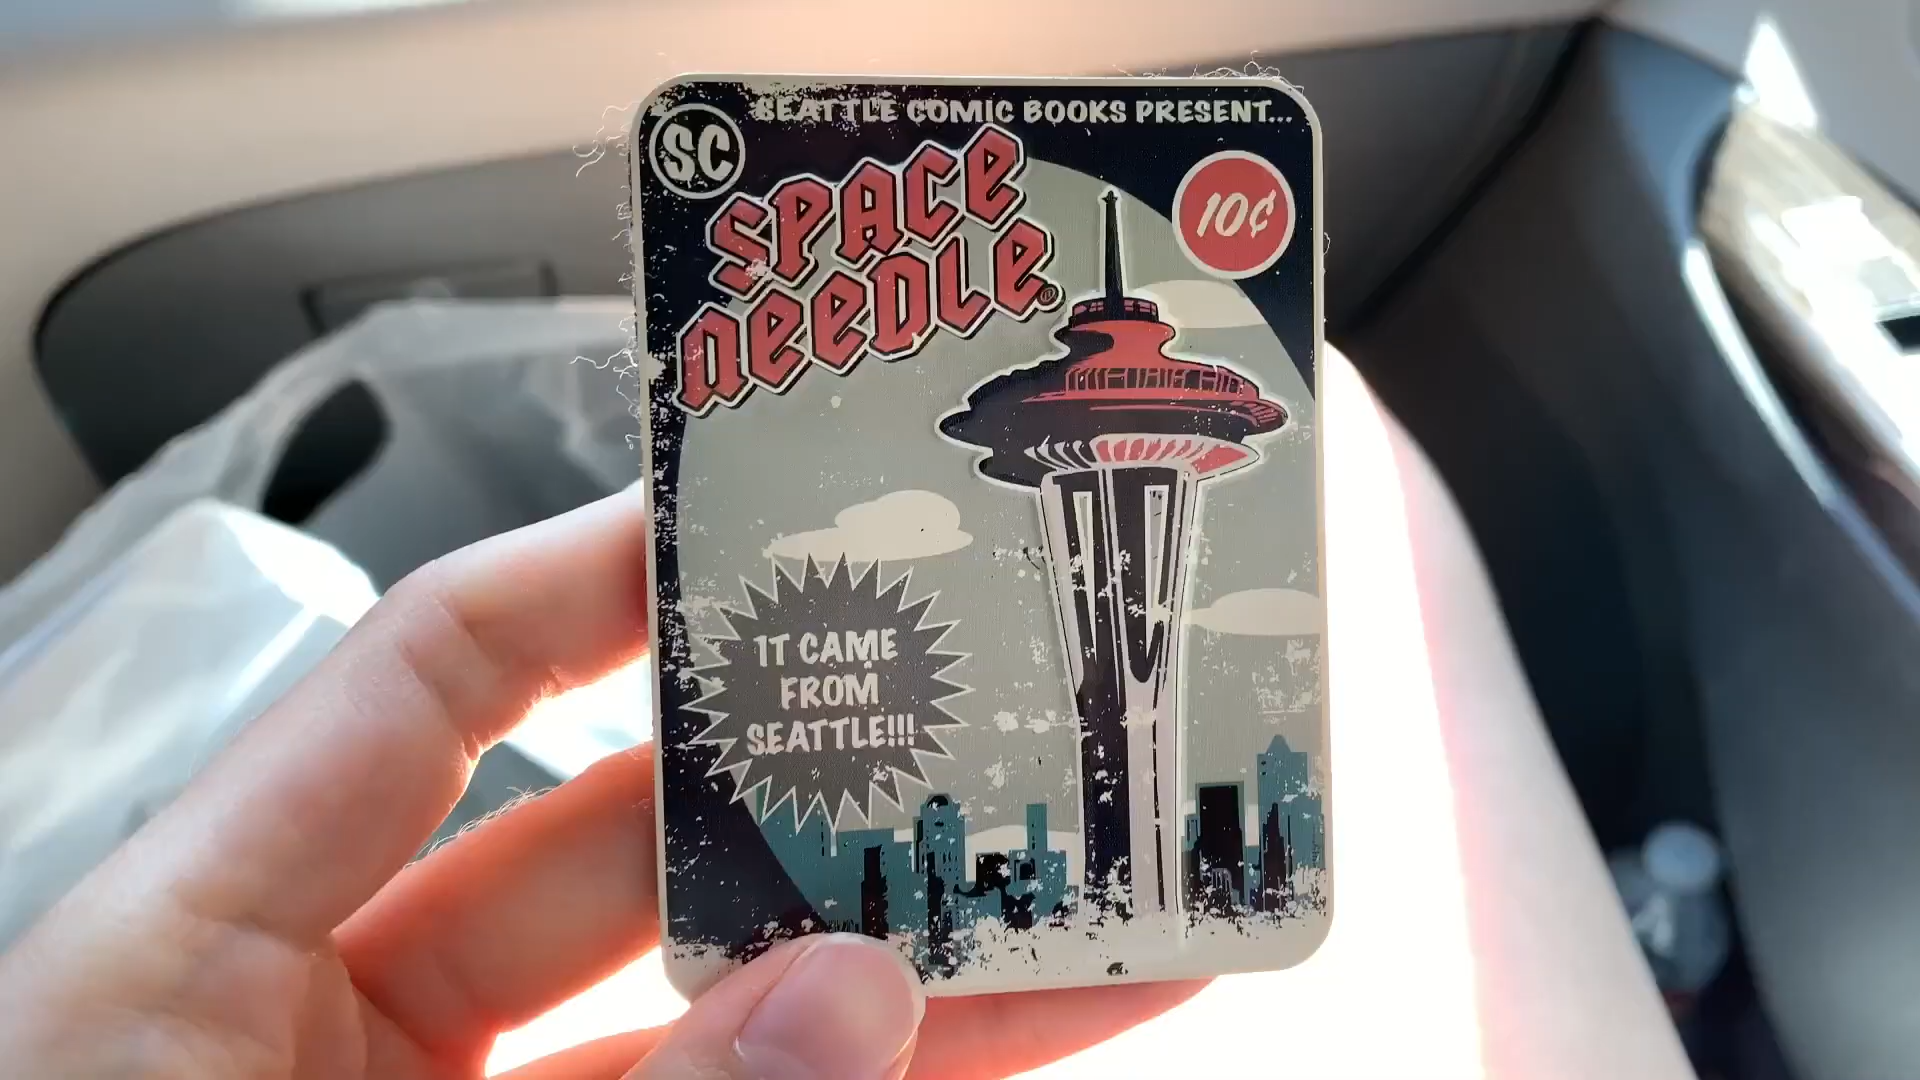 SEATTLE COMIC BOOKS PRESENT...
SC
SPACE
NEEDLE®
10¢
IT CAME
FROM
SEATTLE!!!